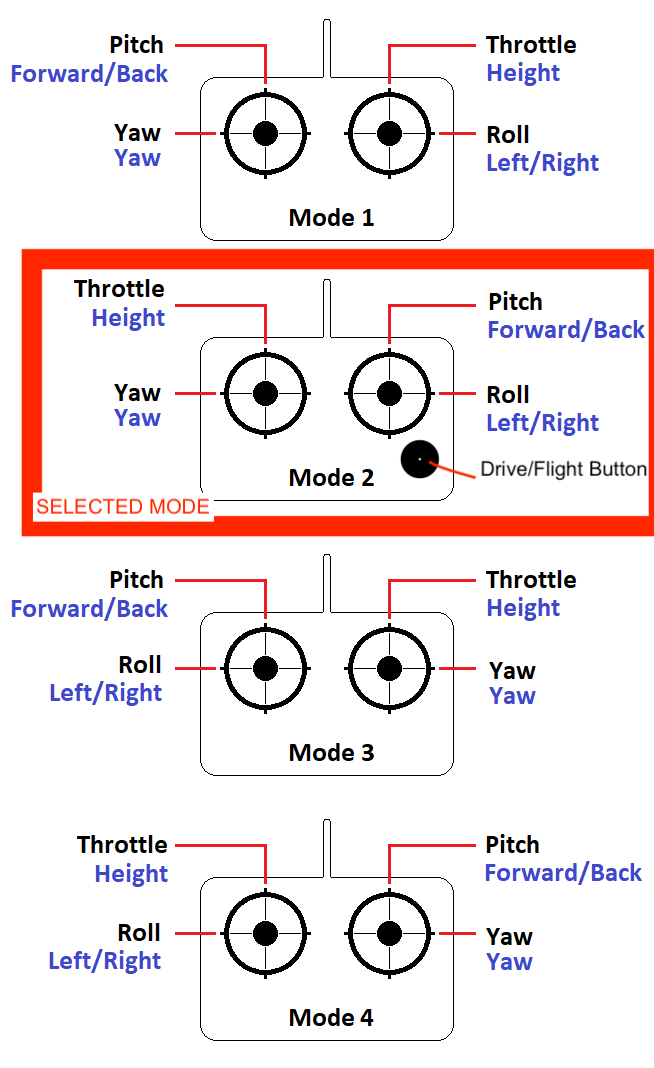 Pitch
Forward/Back
Throttle
Height
Yaw
Yaw
Roll
Left/Right
Mode 1
Throttle
Height
Pitch
Forward/Back
Yaw
Yaw
Roll
Left/Right
Mode 2
Drive/Flight Button
SELECTED MODE
Pitch
Forward/Back
Throttle
Height
Roll
Left/Right
Yaw
Yaw
Mode 3
Throttle
Height
Pitch
Forward/Back
Roll
Left/Right
Yaw
Yaw
Mode 4